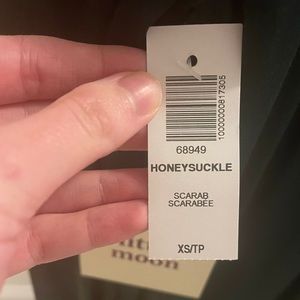 1000000817305
68949
HONEYSUCKLE
SCARAB
SCARABEE
XS/TP
moon